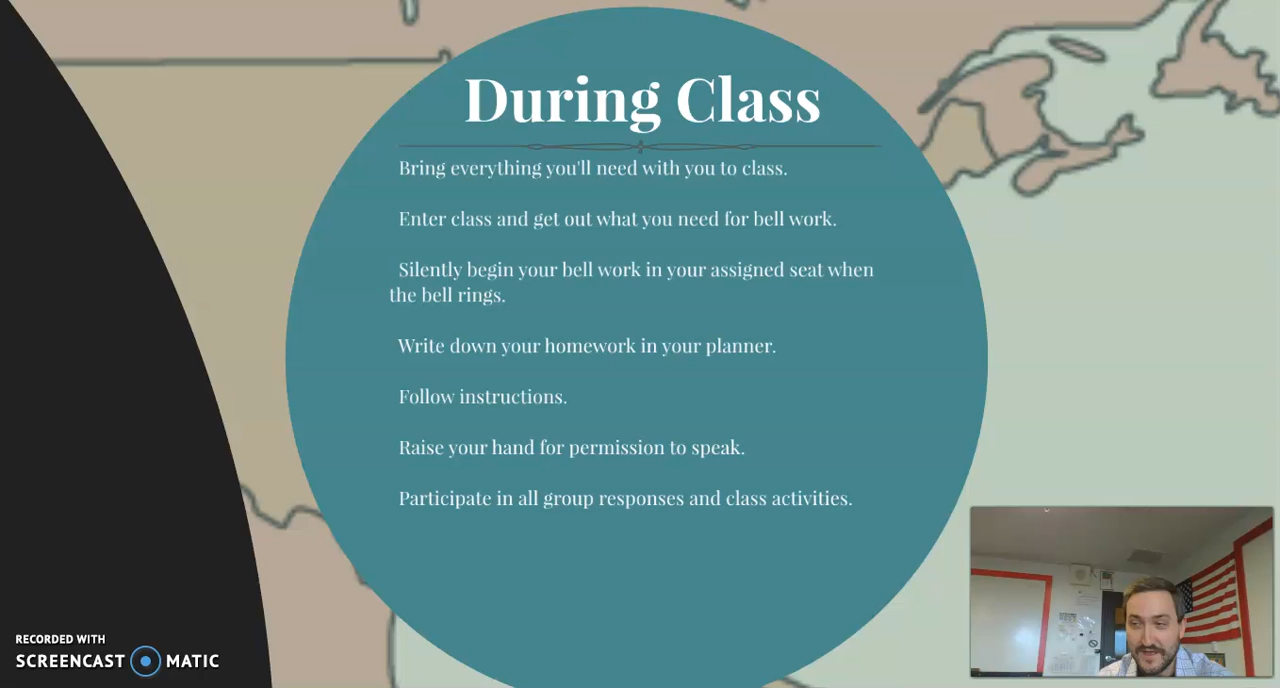 During Class
Bring everything you'll need with you to class.
Enter class and get out what you need for bell work.
Silently begin your bell work in your assigned seat when
the bell rings.
Write down your homework in your planner.
Follow instructions.
Raise your hand for permission to speak.
Participate in all group responses and class activities.
RECORDED WITH
SCREENCAST MATIC